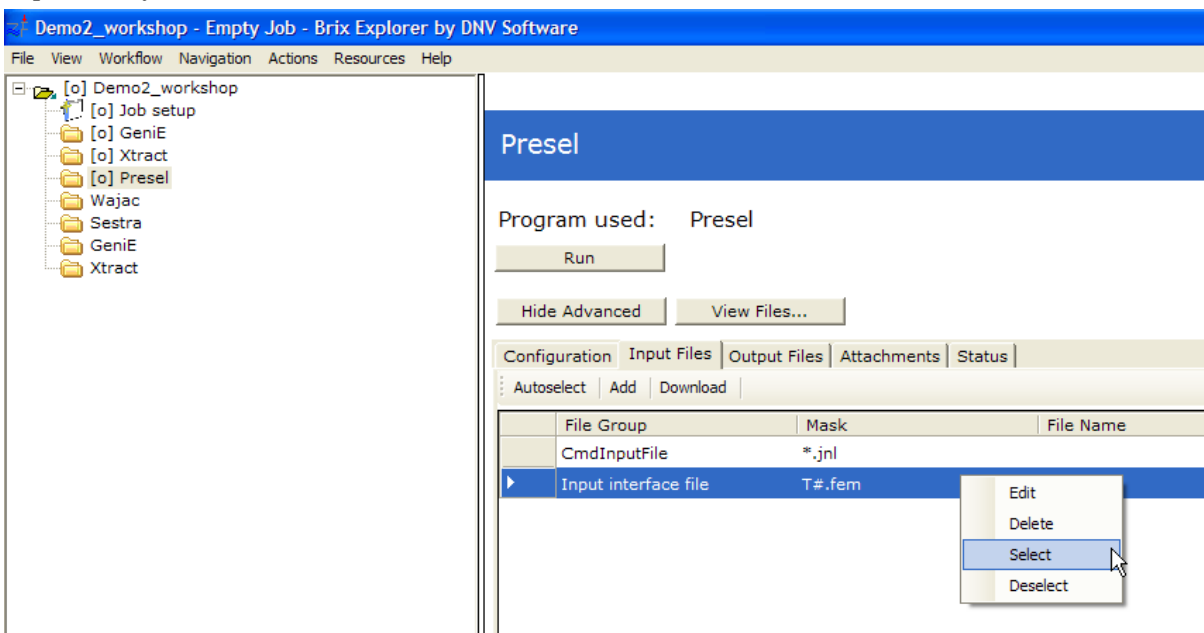 Demo2_workshop - Empty Job - Brix Explorer by DNV Software
File View Workflow Navigation Actions Resources Help
[o] Demo2_workshop
[o] Job setup
[o] GeniE
[o] Xtract
[o] Presel
Wajac
Sestra
GeniE
Xtract
Presel
Program used: Presel
Run
Hide Advanced View Files...
Configuration Input Files Output Files Attachments Status
Autoselect Add Download
File Group Mask File Name
CmdInputFile *.jnl
Input interface file T#.fem
Edit
Delete
Select
Deselect